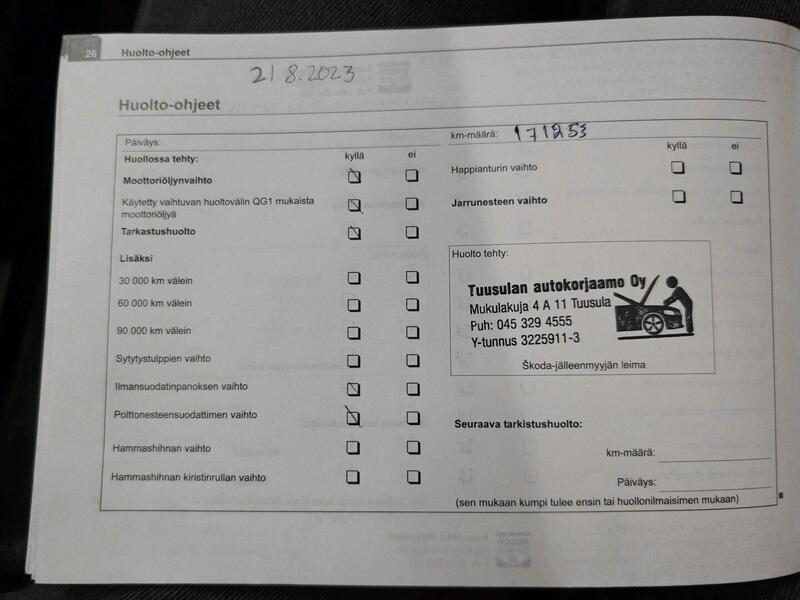 26 Huolto-ohjeet
21 8.2023
Huolto-ohjeet
Päiväys:
km-määrä: 171253
Huollossa tehty:
kyllä ei
Moottoriöljynvaihto
Käytetty vaihtuvan huoltovälin QG1 mukaista
moottoriöljyä
Tarkastushuolto
Lisäksi
30 000 km välein
60 000 km välein
90 000 km välein
Sytytystulppien vaihto
Ilmansuodatinpanoksen vaihto
Polttonesteensuodattimen vaihto
Hammashihnan vaihto
Hammashihnan kiristinrullan vaihto
kyllä ei
Happianturin vaihto
Jarrunesteen vaihto
Huolto tehty:
Tuusulan autokorjaamo Oy
Mukulakuja 4 A 11 Tuusula
Puh: 045 329 4555
Y-tunnus 3225911-3
Škoda-jälleenmyyjän leima
Seuraava tarkistushuolto:
km-määrä:
Päiväys:
(sen mukaan kumpi tulee ensin tai huollonilmaisimen mukaan)